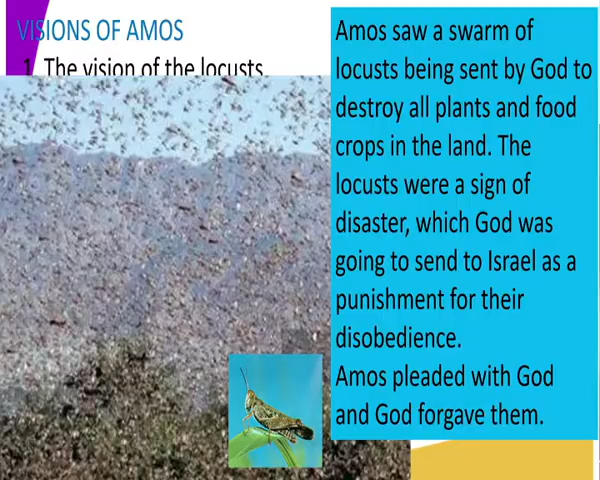 VISIONS OF AMOS
1. The vision of the locusts.
Amos saw a swarm of
locusts being sent by God to
destroy all plants and food
crops in the land. The
locusts were a sign of
disaster, which God was
going to send to Israel as a
punishment for their
disobedience.
Amos pleaded with God
and God forgave them.